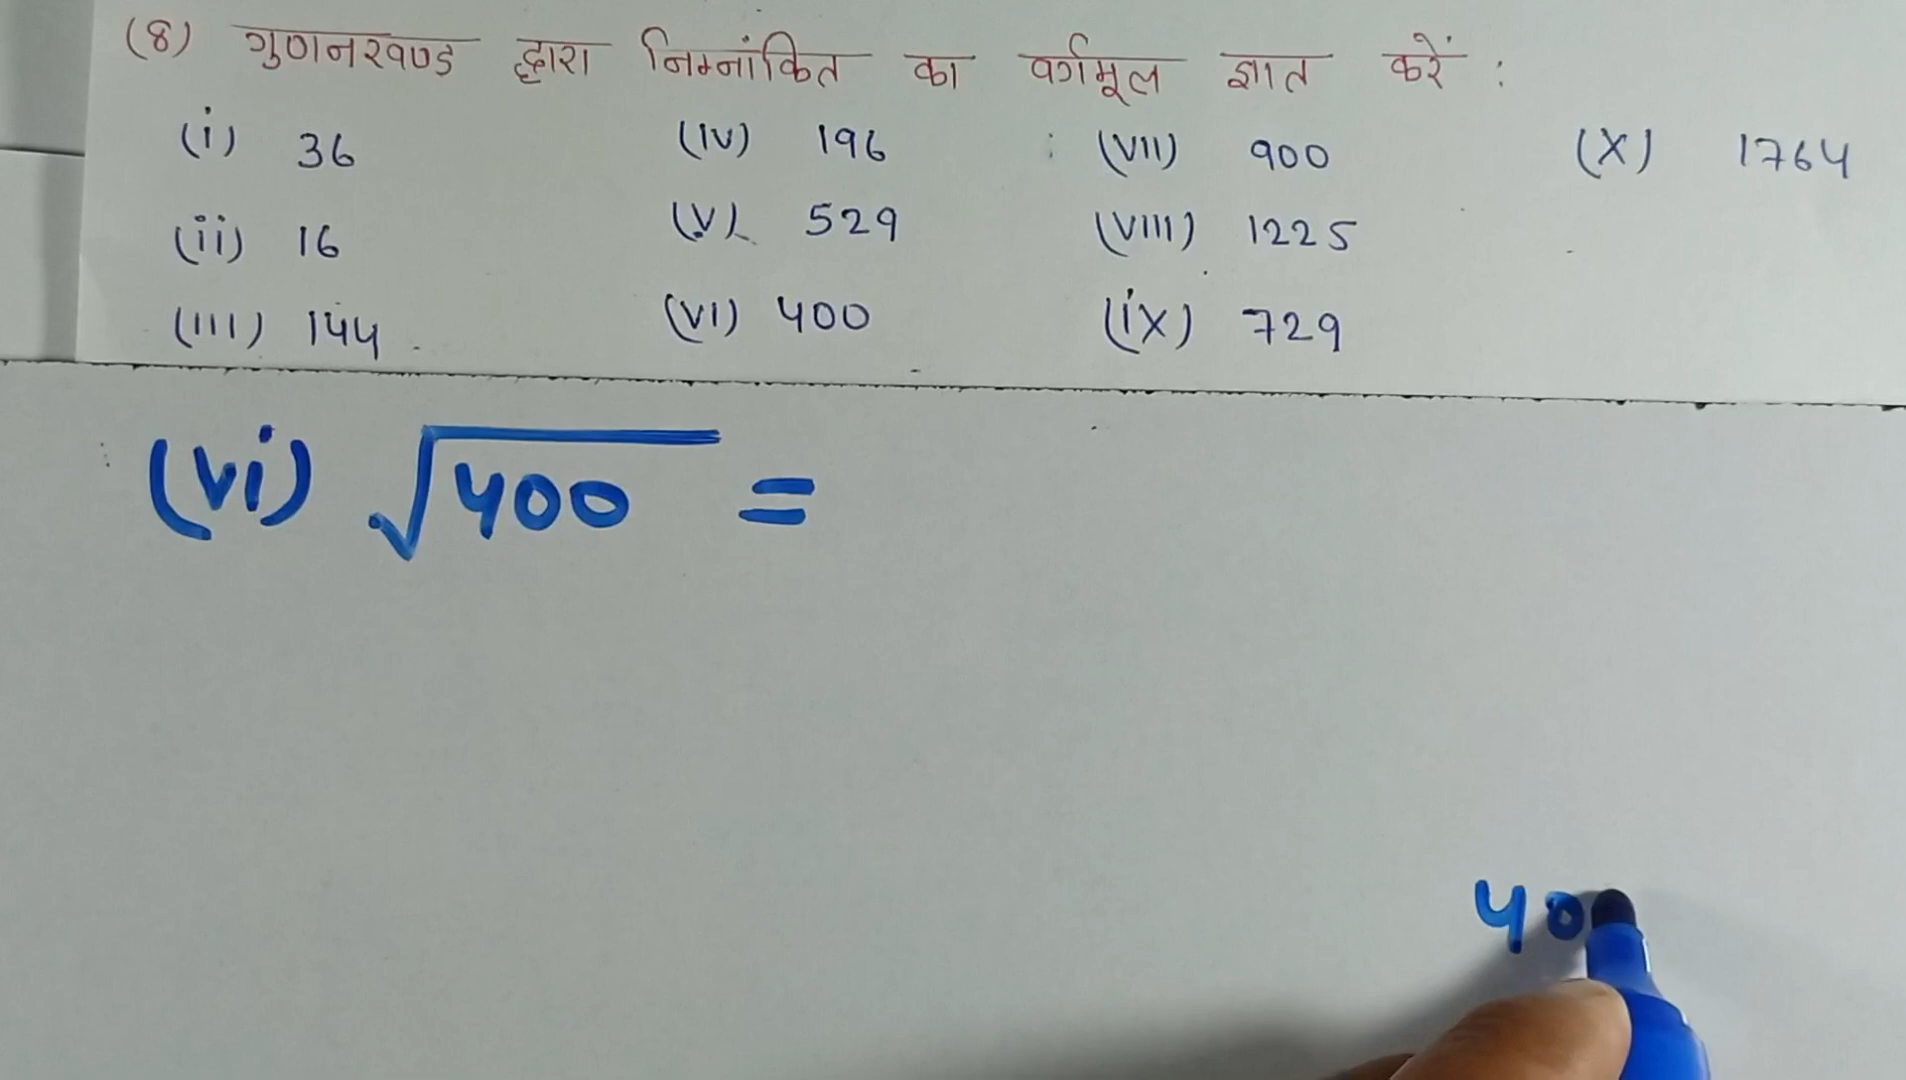 (8) गुणनखण्ड द्वारा निम्नांकित का वर्गमूल ज्ञात करें :
(i) 36 (iv) 196 (vii) 900 (x) 1764
(ii) 16 (v) 529 (viii) 1225
(iii) 144 (vi) 400 (ix) 729
(vi) √400 =
40